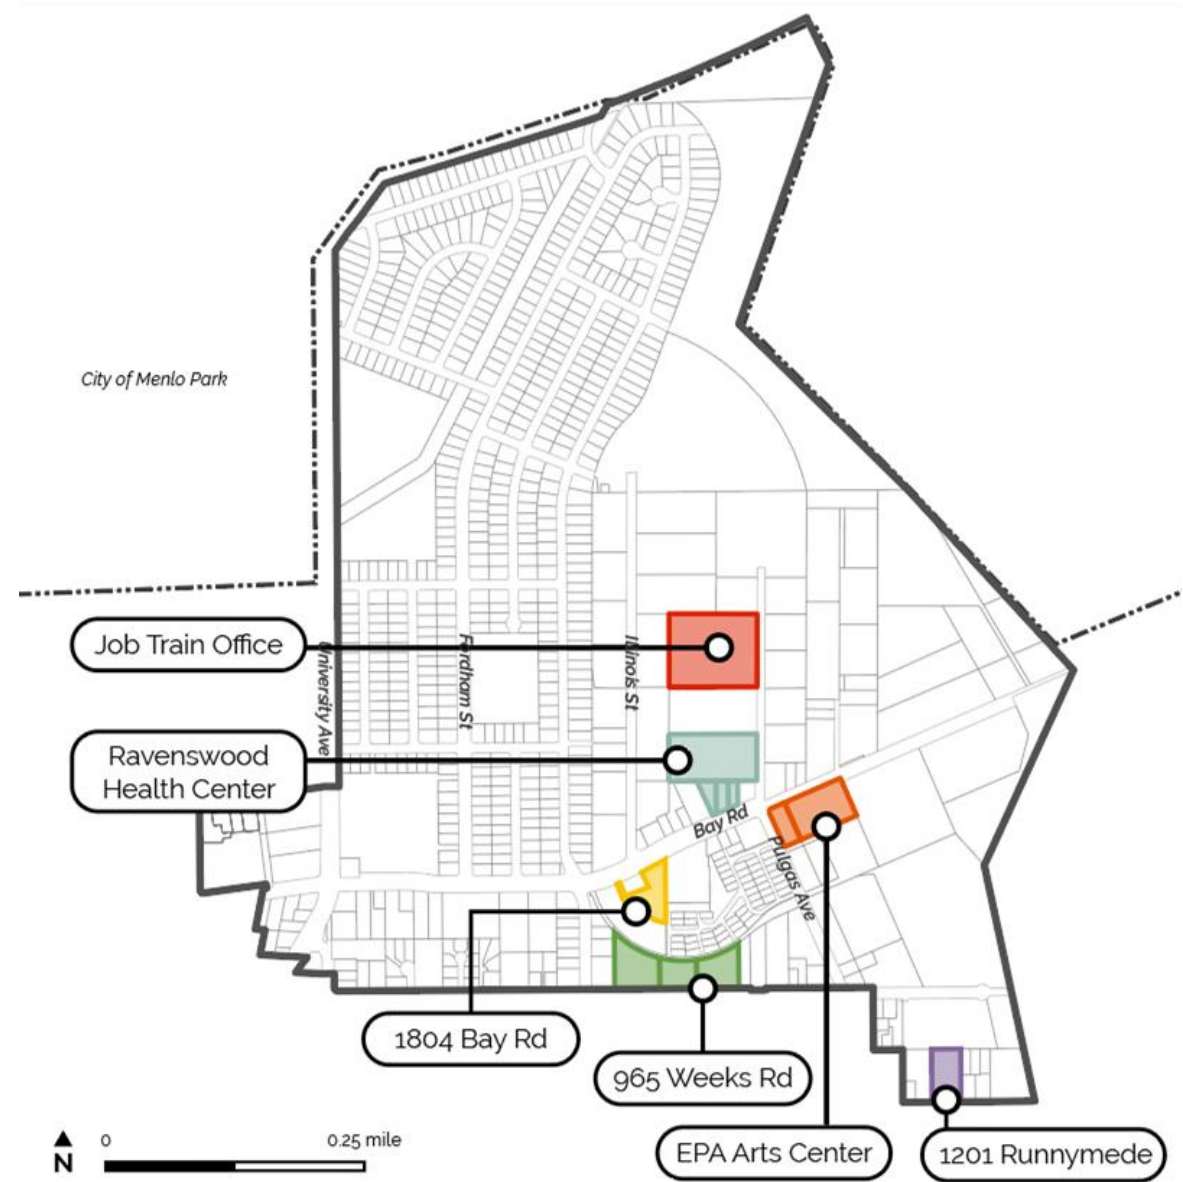 City of Menlo Park
Job Train Office
University Ave
Fordham St
Illinois St
Ravenswood
Health Center
Bay Rd
Pulgas Ave
1804 Bay Rd
965 Weeks Rd
EPA Arts Center
1201 Runnymede
N
0
0.25 mile